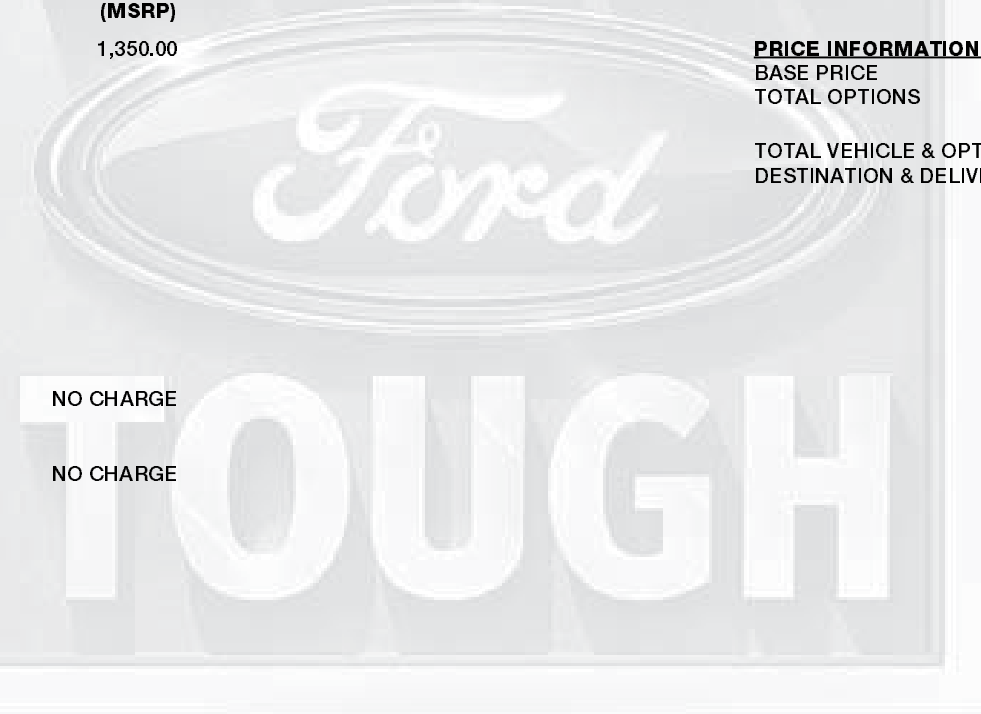 (MSRP)
1,350.00
PRICE INFORMATION
BASE PRICE
TOTAL OPTIONS
TOTAL VEHICLE & OPT
DESTINATION & DELIV
Ford
NO CHARGE
NO CHARGE
TOUGH